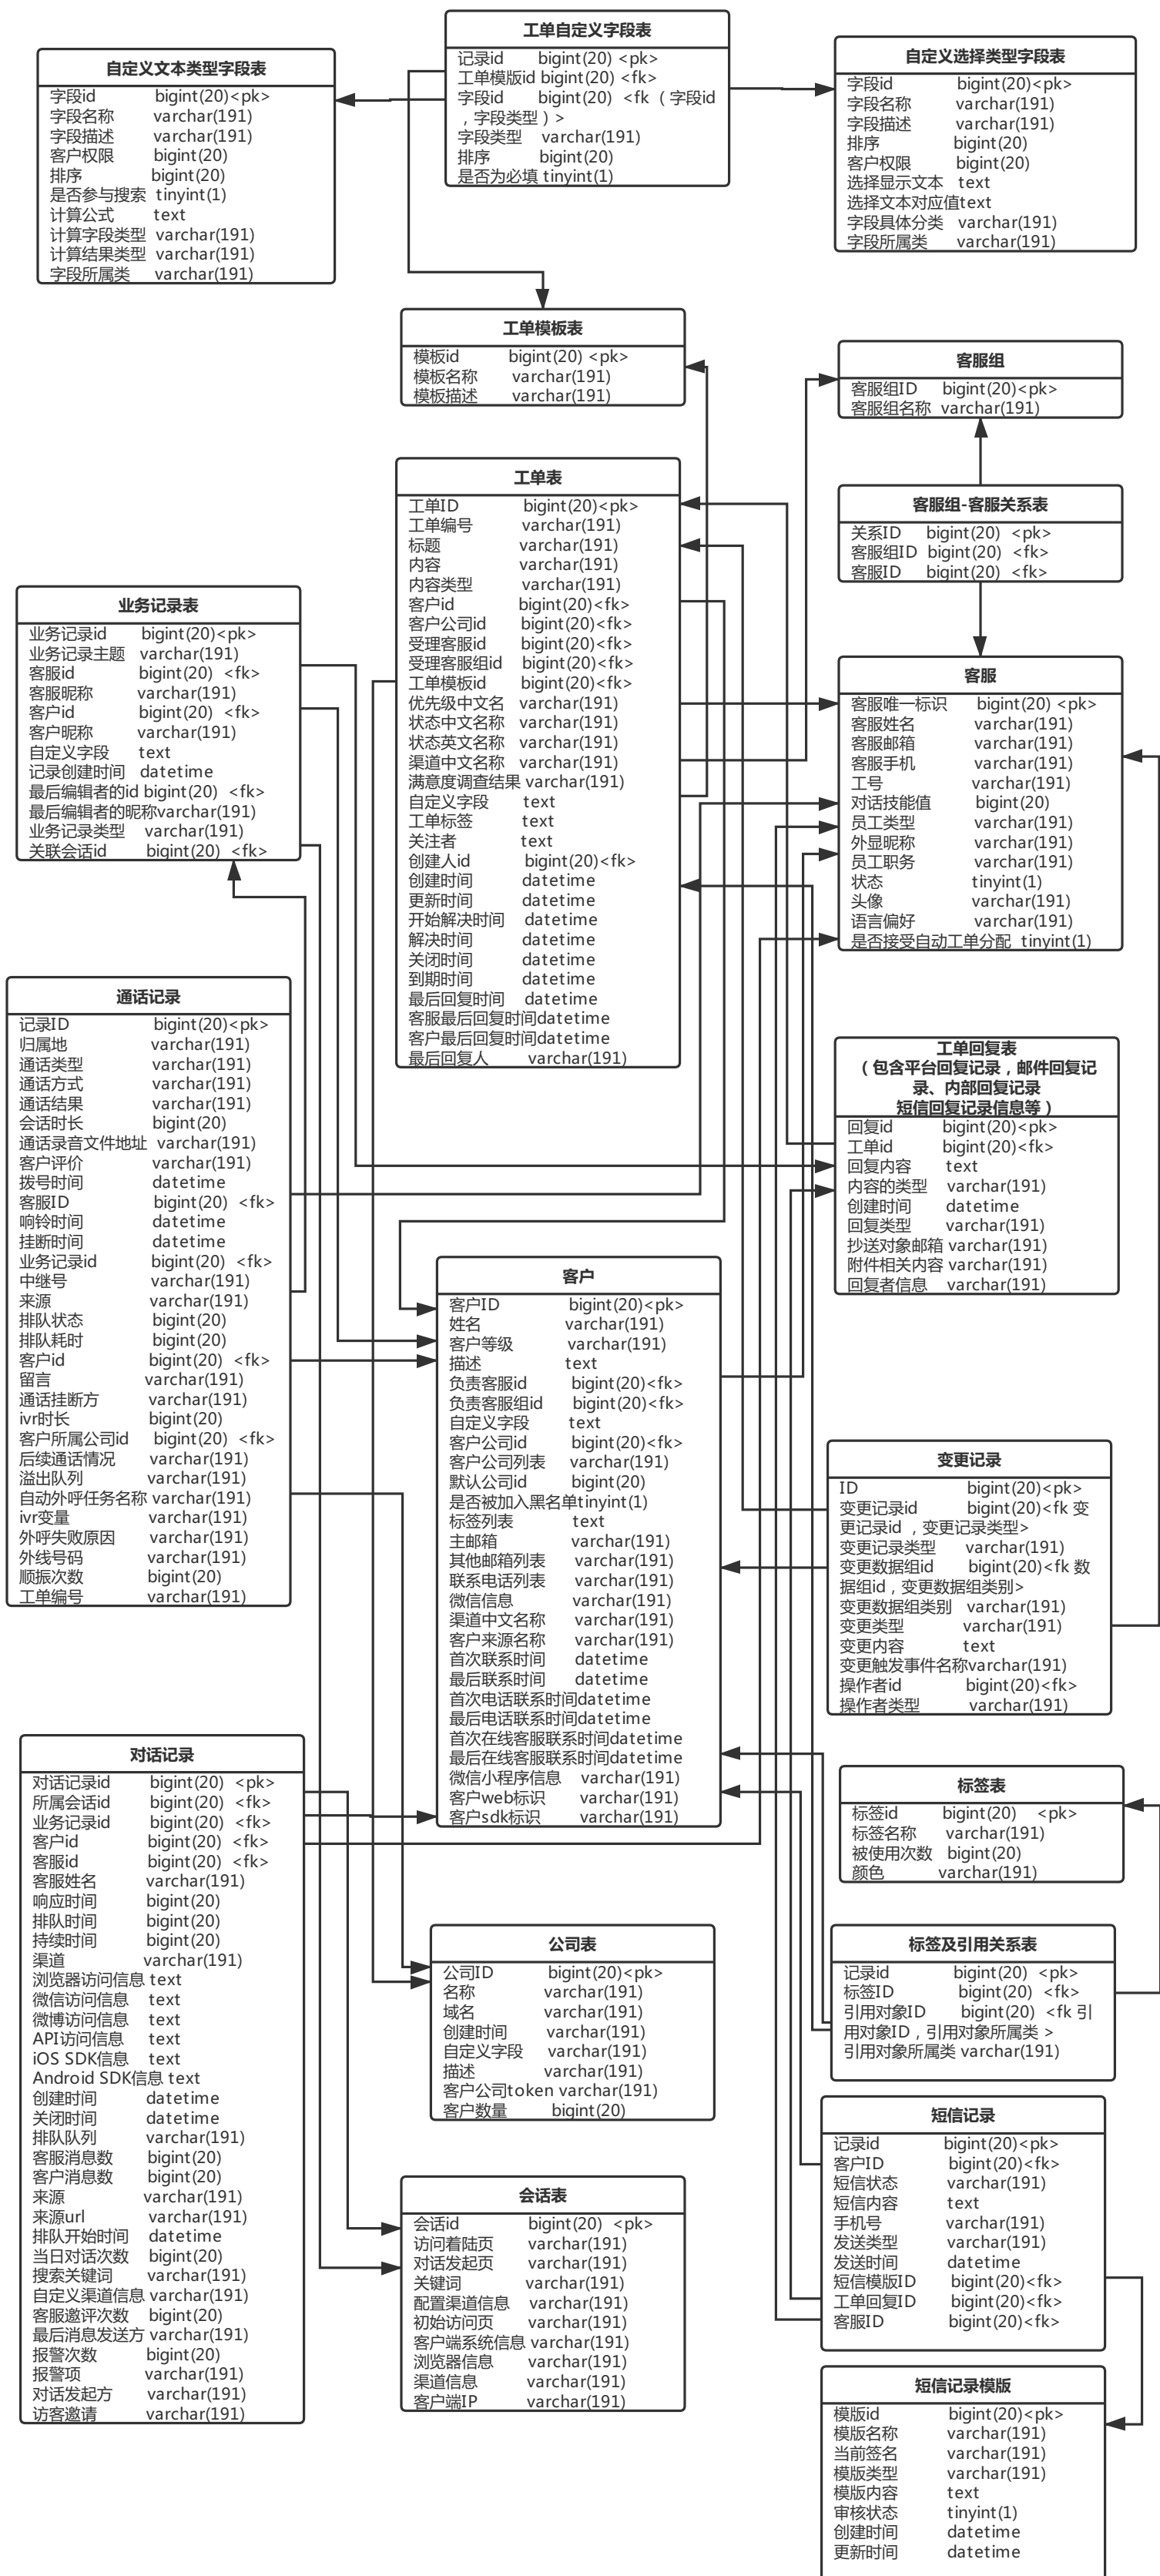 工单自定义字段表
记录id bigint(20) <pk>
工单模版id bigint(20) <fk>
字段id bigint(20) <fk（字段id
，字段类型）>
字段类型 varchar(191)
排序 bigint(20)
是否为必填 tinyint(1)
自定义文本类型字段表
字段id bigint(20)<pk>
字段名称 varchar(191)
字段描述 varchar(191)
客户权限 bigint(20)
排序 bigint(20)
是否参与搜索 tinyint(1)
计算公式 text
计算字段类型 varchar(191)
计算结果类型 varchar(191)
字段所属类 varchar(191)
自定义选择类型字段表
字段id bigint(20)<pk>
字段名称 varchar(191)
字段描述 varchar(191)
排序 bigint(20)
客户权限 bigint(20)
选择显示文本 text
选择文本对应值text
字段具体分类 varchar(191)
字段所属类 varchar(191)
工单模板表
模板id bigint(20) <pk>
模板名称 varchar(191)
模板描述 varchar(191)
客服组
客服组ID bigint(20)<pk>
客服组名称 varchar(191)
工单表
工单ID bigint(20)<pk>
工单编号 varchar(191)
标题 varchar(191)
内容 varchar(191)
内容类型 varchar(191)
客户id bigint(20)<fk>
客户公司id bigint(20)<fk>
受理客服id bigint(20)<fk>
受理客服组id bigint(20)<fk>
工单模板id bigint(20)<fk>
优先级中文名 varchar(191)
状态中文名称 varchar(191)
状态英文名称 varchar(191)
渠道中文名称 varchar(191)
满意度调查结果 varchar(191)
自定义字段 text
工单标签 text
关注者 text
创建人id bigint(20)<fk>
创建时间 datetime
更新时间 datetime
开始解决时间 datetime
解决时间 datetime
关闭时间 datetime
到期时间 datetime
最后回复时间 datetime
客服最后回复时间datetime
客户最后回复时间datetime
最后回复人 varchar(191)
客服组-客服关系表
关系ID bigint(20) <pk>
客服组ID bigint(20) <fk>
客服ID bigint(20) <fk>
业务记录表
业务记录id bigint(20)<pk>
业务记录主题 varchar(191)
客服id bigint(20) <fk>
客服昵称 varchar(191)
客户id bigint(20) <fk>
客户昵称 varchar(191)
自定义字段 text
记录创建时间 datetime
最后编辑者的id bigint(20) <fk>
最后编辑者的昵称varchar(191)
业务记录类型 varchar(191)
关联会话id bigint(20) <fk>
客服
客服唯一标识 bigint(20) <pk>
客服姓名 varchar(191)
客服邮箱 varchar(191)
客服手机 varchar(191)
工号 varchar(191)
对话技能值 bigint(20)
员工类型 varchar(191)
外显昵称 varchar(191)
员工职务 varchar(191)
状态 tinyint(1)
头像 varchar(191)
语言偏好 varchar(191)
是否接受自动工单分配 tinyint(1)
通话记录
记录ID bigint(20)<pk>
归属地 varchar(191)
通话类型 varchar(191)
通话方式 varchar(191)
通话结果 varchar(191)
会话时长 bigint(20)
通话录音文件地址 varchar(191)
客户评价 varchar(191)
拨号时间 datetime
客服ID bigint(20) <fk>
响铃时间 datetime
挂断时间 datetime
业务记录id bigint(20) <fk>
中继号 varchar(191)
来源 varchar(191)
排队状态 bigint(20)
排队耗时 bigint(20)
客户id bigint(20) <fk>
留言 varchar(191)
通话挂断方 varchar(191)
ivr时长 bigint(20)
客户所属公司id bigint(20) <fk>
后续通话情况 varchar(191)
溢出队列 varchar(191)
自动外呼任务名称 varchar(191)
ivr变量 varchar(191)
外呼失败原因 varchar(191)
外线号码 varchar(191)
顺振次数 bigint(20)
工单编号 varchar(191)
工单回复表
（包含平台回复记录，邮件回复记
录、内部回复记录
短信回复记录信息等）
回复id bigint(20)<pk>
工单id bigint(20)<fk>
回复内容 text
内容的类型 varchar(191)
创建时间 datetime
回复类型 varchar(191)
抄送对象邮箱 varchar(191)
附件相关内容 varchar(191)
回复者信息 varchar(191)
客户
客户ID bigint(20)<pk>
姓名 varchar(191)
客户等级 varchar(191)
描述 text
负责客服id bigint(20)<fk>
负责客服组id bigint(20)<fk>
自定义字段 text
客户公司id bigint(20)<fk>
客户公司列表 varchar(191)
默认公司id bigint(20)
是否被加入黑名单tinyint(1)
标签列表 text
主邮箱 varchar(191)
其他邮箱列表 varchar(191)
联系电话列表 varchar(191)
微信信息 varchar(191)
渠道中文名称 varchar(191)
客户来源名称 varchar(191)
首次联系时间 datetime
最后联系时间 datetime
首次电话联系时间datetime
最后电话联系时间datetime
首次在线客服联系时间datetime
最后在线客服联系时间datetime
微信小程序信息 varchar(191)
客户web标识 varchar(191)
客户sdk标识 varchar(191)
变更记录
ID bigint(20)<pk>
变更记录id bigint(20)<fk 变
更记录id ，变更记录类型>
变更记录类型 varchar(191)
变更数据组id bigint(20)<fk 数
据组id，变更数据组类别>
变更数据组类别 varchar(191)
变更类型 varchar(191)
变更内容 text
变更触发事件名称varchar(191)
操作者id bigint(20)<fk>
操作者类型 varchar(191)
对话记录
对话记录id bigint(20) <pk>
所属会话id bigint(20) <fk>
业务记录id bigint(20) <fk>
客户id bigint(20) <fk>
客服id bigint(20) <fk>
客服姓名 varchar(191)
响应时间 bigint(20)
排队时间 bigint(20)
持续时间 bigint(20)
渠道 varchar(191)
浏览器访问信息 text
微信访问信息 text
微博访问信息 text
API访问信息 text
iOS SDK信息 text
Android SDK信息 text
创建时间 datetime
关闭时间 datetime
排队队列 varchar(191)
客服消息数 bigint(20)
客户消息数 bigint(20)
来源 varchar(191)
来源url varchar(191)
排队开始时间 datetime
当日对话次数 bigint(20)
搜索关键词 varchar(191)
自定义渠道信息 varchar(191)
客服邀评次数 bigint(20)
最后消息发送方 varchar(191)
报警次数 bigint(20)
报警项 varchar(191)
对话发起方 varchar(191)
访客邀请 varchar(191)
标签表
标签id bigint(20) <pk>
标签名称 varchar(191)
被使用次数 bigint(20)
颜色 varchar(191)
公司表
公司ID bigint(20)<pk>
名称 varchar(191)
域名 varchar(191)
创建时间 varchar(191)
自定义字段 varchar(191)
描述 varchar(191)
客户公司token varchar(191)
客户数量 bigint(20)
标签及引用关系表
记录id bigint(20) <pk>
标签ID bigint(20) <fk>
引用对象ID bigint(20) <fk 引
用对象ID，引用对象所属类 >
引用对象所属类 varchar(191)
会话表
会话id bigint(20) <pk>
访问着陆页 varchar(191)
对话发起页 varchar(191)
关键词 varchar(191)
配置渠道信息 varchar(191)
初始访问页 varchar(191)
客户端系统信息 varchar(191)
浏览器信息 varchar(191)
渠道信息 varchar(191)
客户端IP varchar(191)
短信记录
记录id bigint(20)<pk>
客户ID bigint(20)<fk>
短信状态 varchar(191)
短信内容 text
手机号 varchar(191)
发送类型 varchar(191)
发送时间 datetime
短信模版ID bigint(20)<fk>
工单回复ID bigint(20)<fk>
客服ID bigint(20)<fk>
短信记录模版
模版id bigint(20)<pk>
模版名称 varchar(191)
当前签名 varchar(191)
模版类型 varchar(191)
模版内容 text
审核状态 tinyint(1)
创建时间 datetime
更新时间 datetime